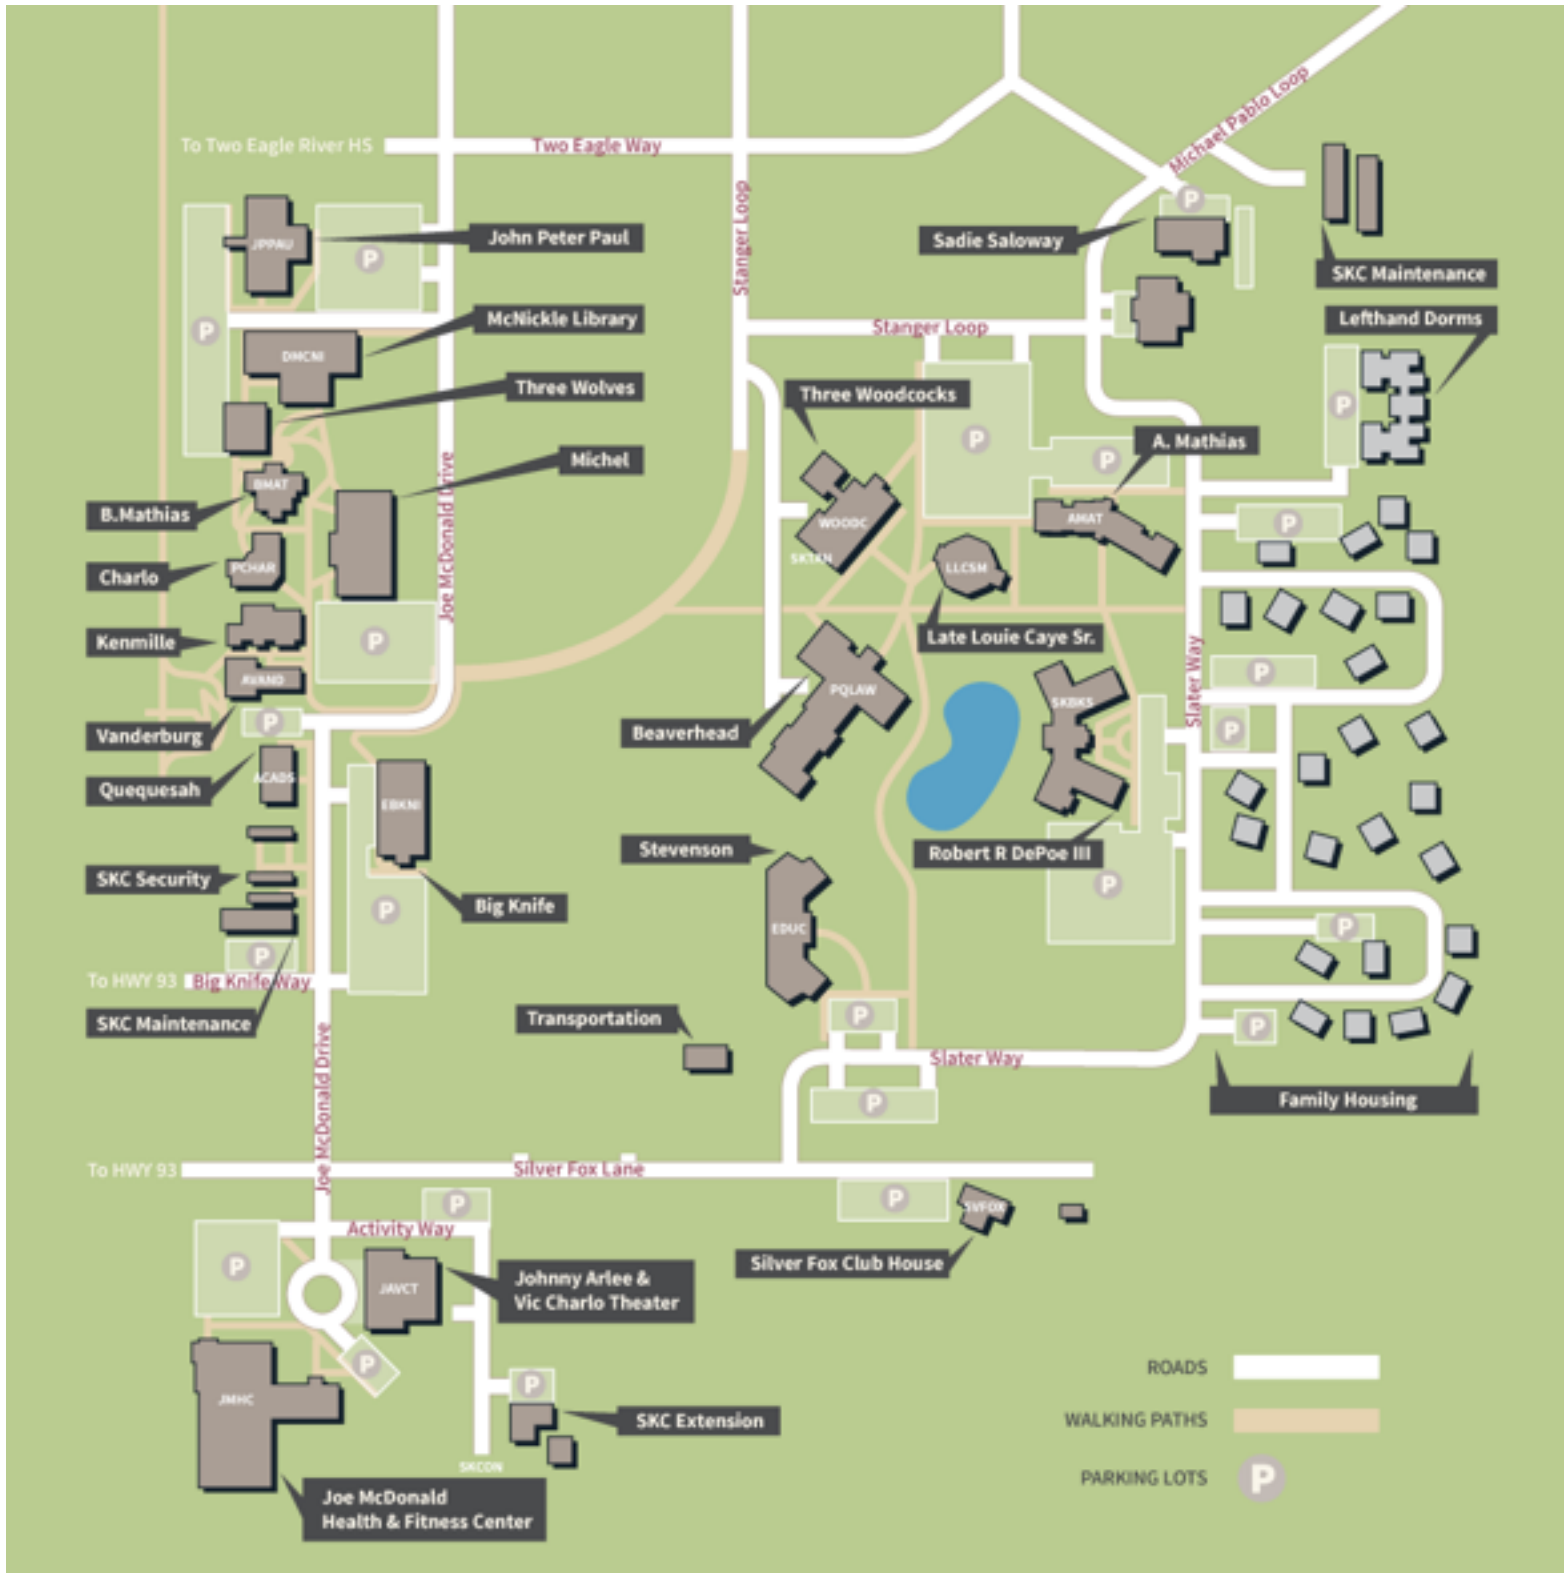 Michael Pablo Loop
To Two Eagle River HS
Two Eagle Way
Stanger Loop
P
JPPAU
John Peter Paul
P
Sadie Saloway
SKC Maintenance
McNickle Library
Lefthand Dorms
P
Stanger Loop
DMCNI
Three Wolves
Three Woodcocks
P
P
A. Mathias
P
Michel
Joe McDonald Drive
BMAT
B.Mathias
WOODC
AMAT
P
SKTAN
PCHAR
Charlo
LLCSM
Kenmille
P
Late Louie Caye Sr.
AVAND
PQLAW
Slater Way
P
SKBKS
P
Vanderburg
Beaverhead
P
Quequesah
ACADS
EBKNI
Stevenson
Robert R DePoe III
SKC Security
P
P
Big Knife
EDUC
P
P
To HWY 93
Big Knife Way
SKC Maintenance
Transportation
P
P
Slater Way
Joe McDonald Drive
P
Family Housing
To HWY 93
Silver Fox Lane
P
P
SVFOX
Activity Way
P
Silver Fox Club House
JAVCT
Johnny Arlee &
Vic Charlo Theater
P
ROADS
P
JMHC
SKC Extension
WALKING PATHS
SKCDN
PARKING LOTS
P
Joe McDonald
Health & Fitness Center